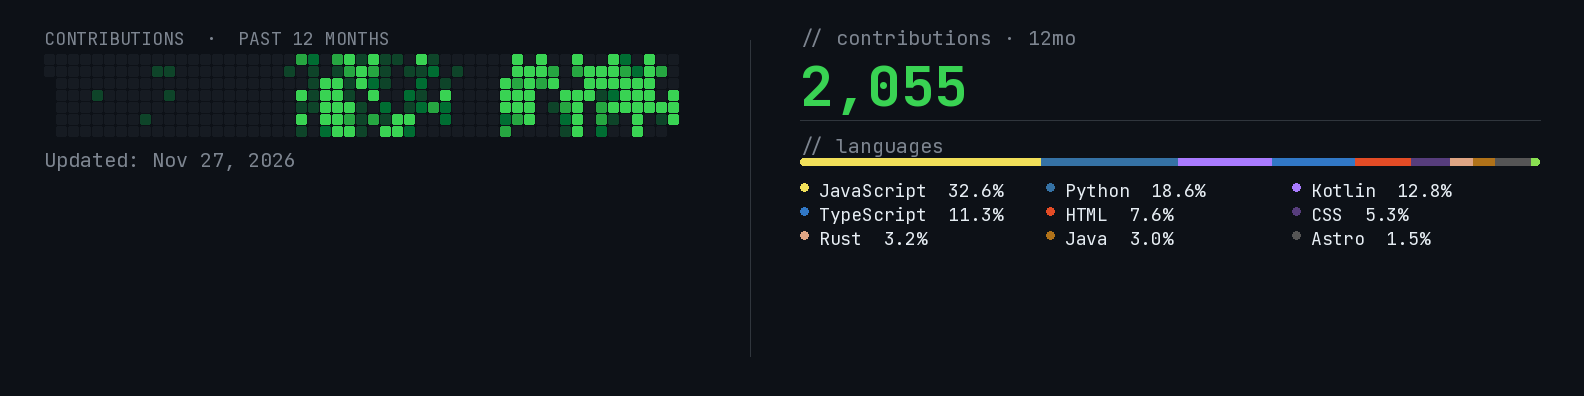 CONTRIBUTIONS · PAST 12 MONTHS
Updated: Nov 27, 2026
// contributions · 12mo
2,055
// languages
JavaScript 32.6% Python 18.6% Kotlin 12.8%
TypeScript 11.3% HTML 7.6% CSS 5.3%
Rust 3.2% Java 3.0% Astro 1.5%